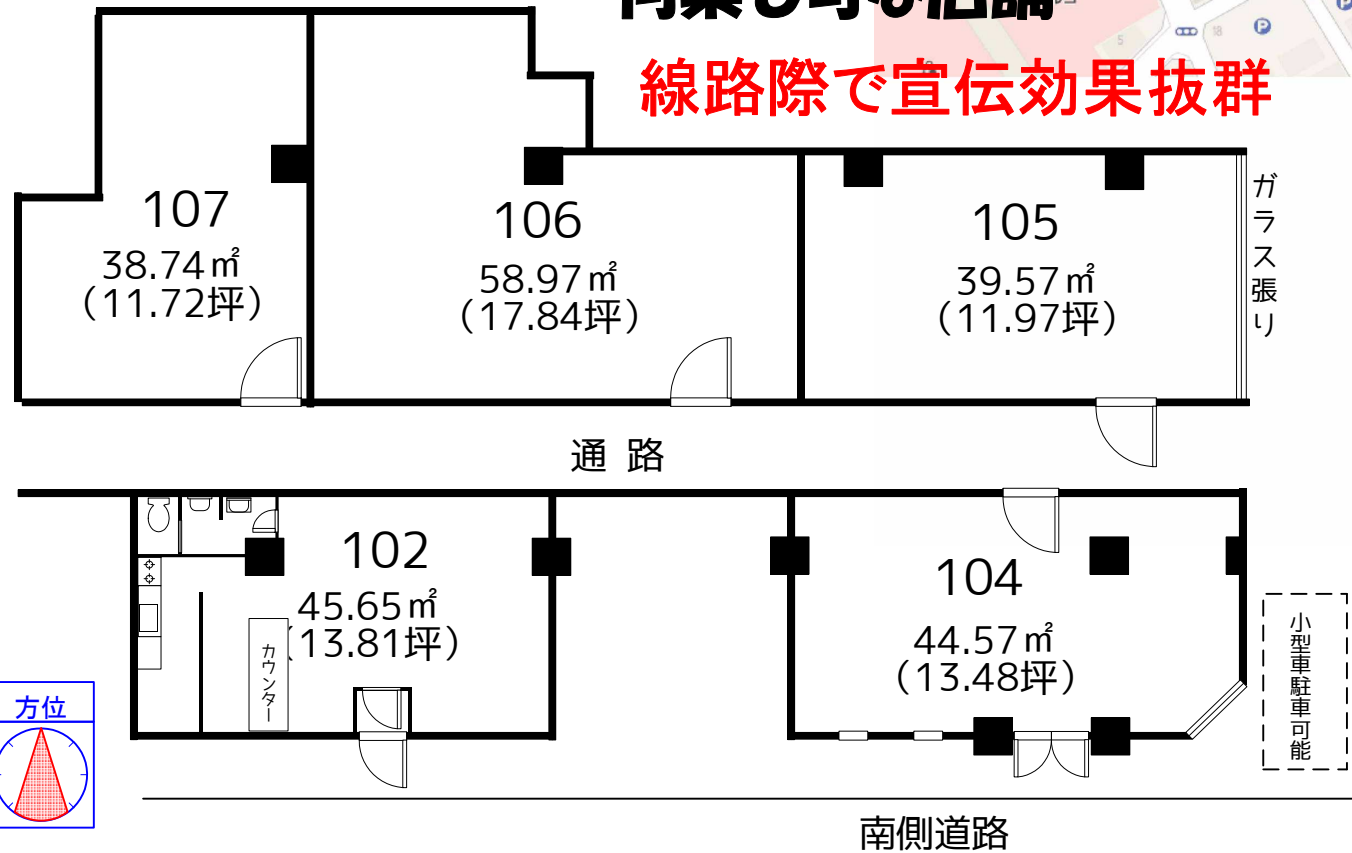 線路際で宣伝効果抜群
107
38.74㎡
(11.72坪)
106
58.97㎡
(17.84坪)
105
39.57㎡
(11.97坪)
ガラス張り
通路
102
45.65㎡
(13.81坪)
カウンター
104
44.57㎡
(13.48坪)
小型車駐車可能
方位
南側道路
5
18
P